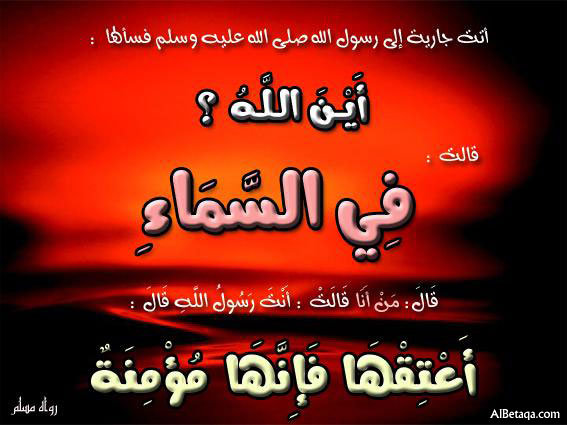 أتت جارية إلى رسول الله صلى الله عليه وسلم فسألها :
أَيْنَ اللَّهُ ؟
قالت :
فِي السَّمَاءِ
قَالَ : مَنْ أَنَا قَالَتْ : أَنْتَ رَسُولُ اللَّهِ قَالَ :
أَعْتِقْهَا فَإِنَّهَا مُؤْمِنَةٌ
رواه مسلم
AlBetaqa.com